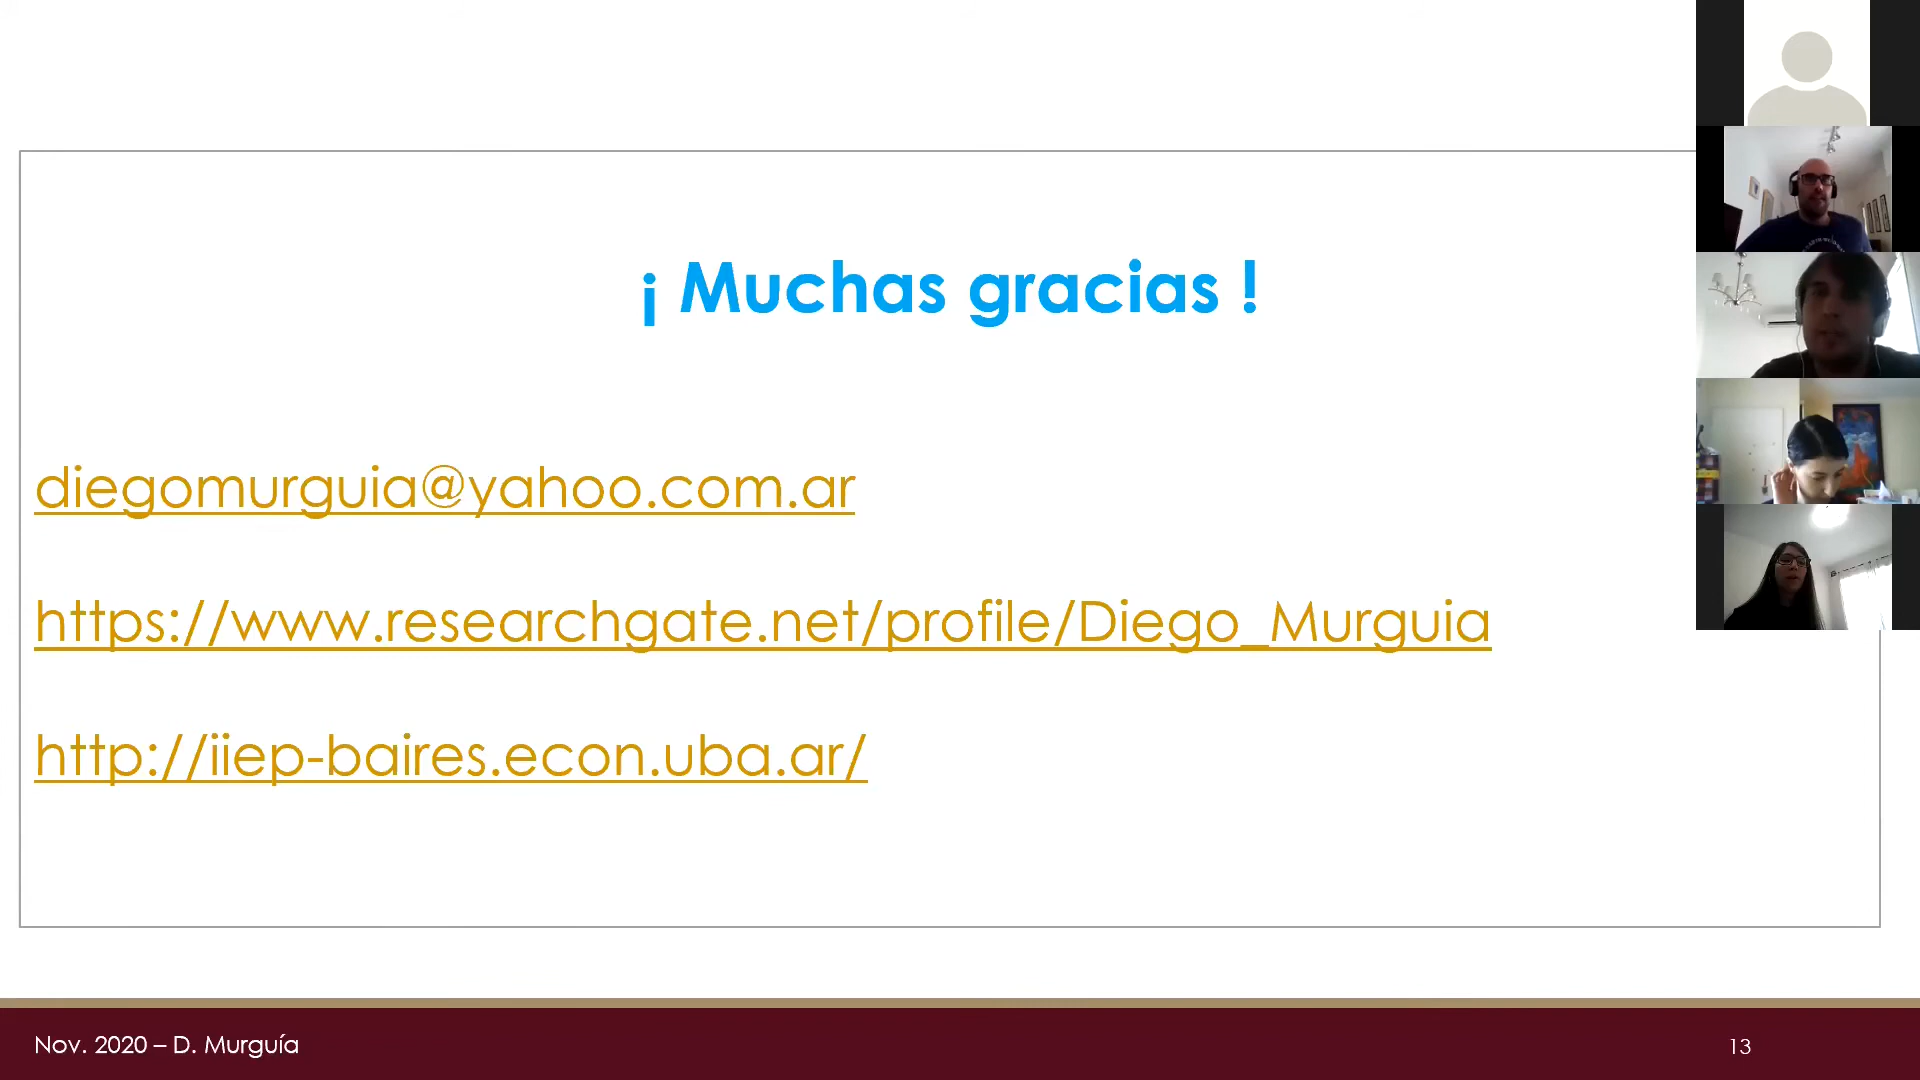 ¡ Muchas gracias !
diegomurguia@yahoo.com.ar
https://www.researchgate.net/profile/Diego_Murguia
http://iiep-baires.econ.uba.ar/
Nov. 2020 – D. Murguía
13